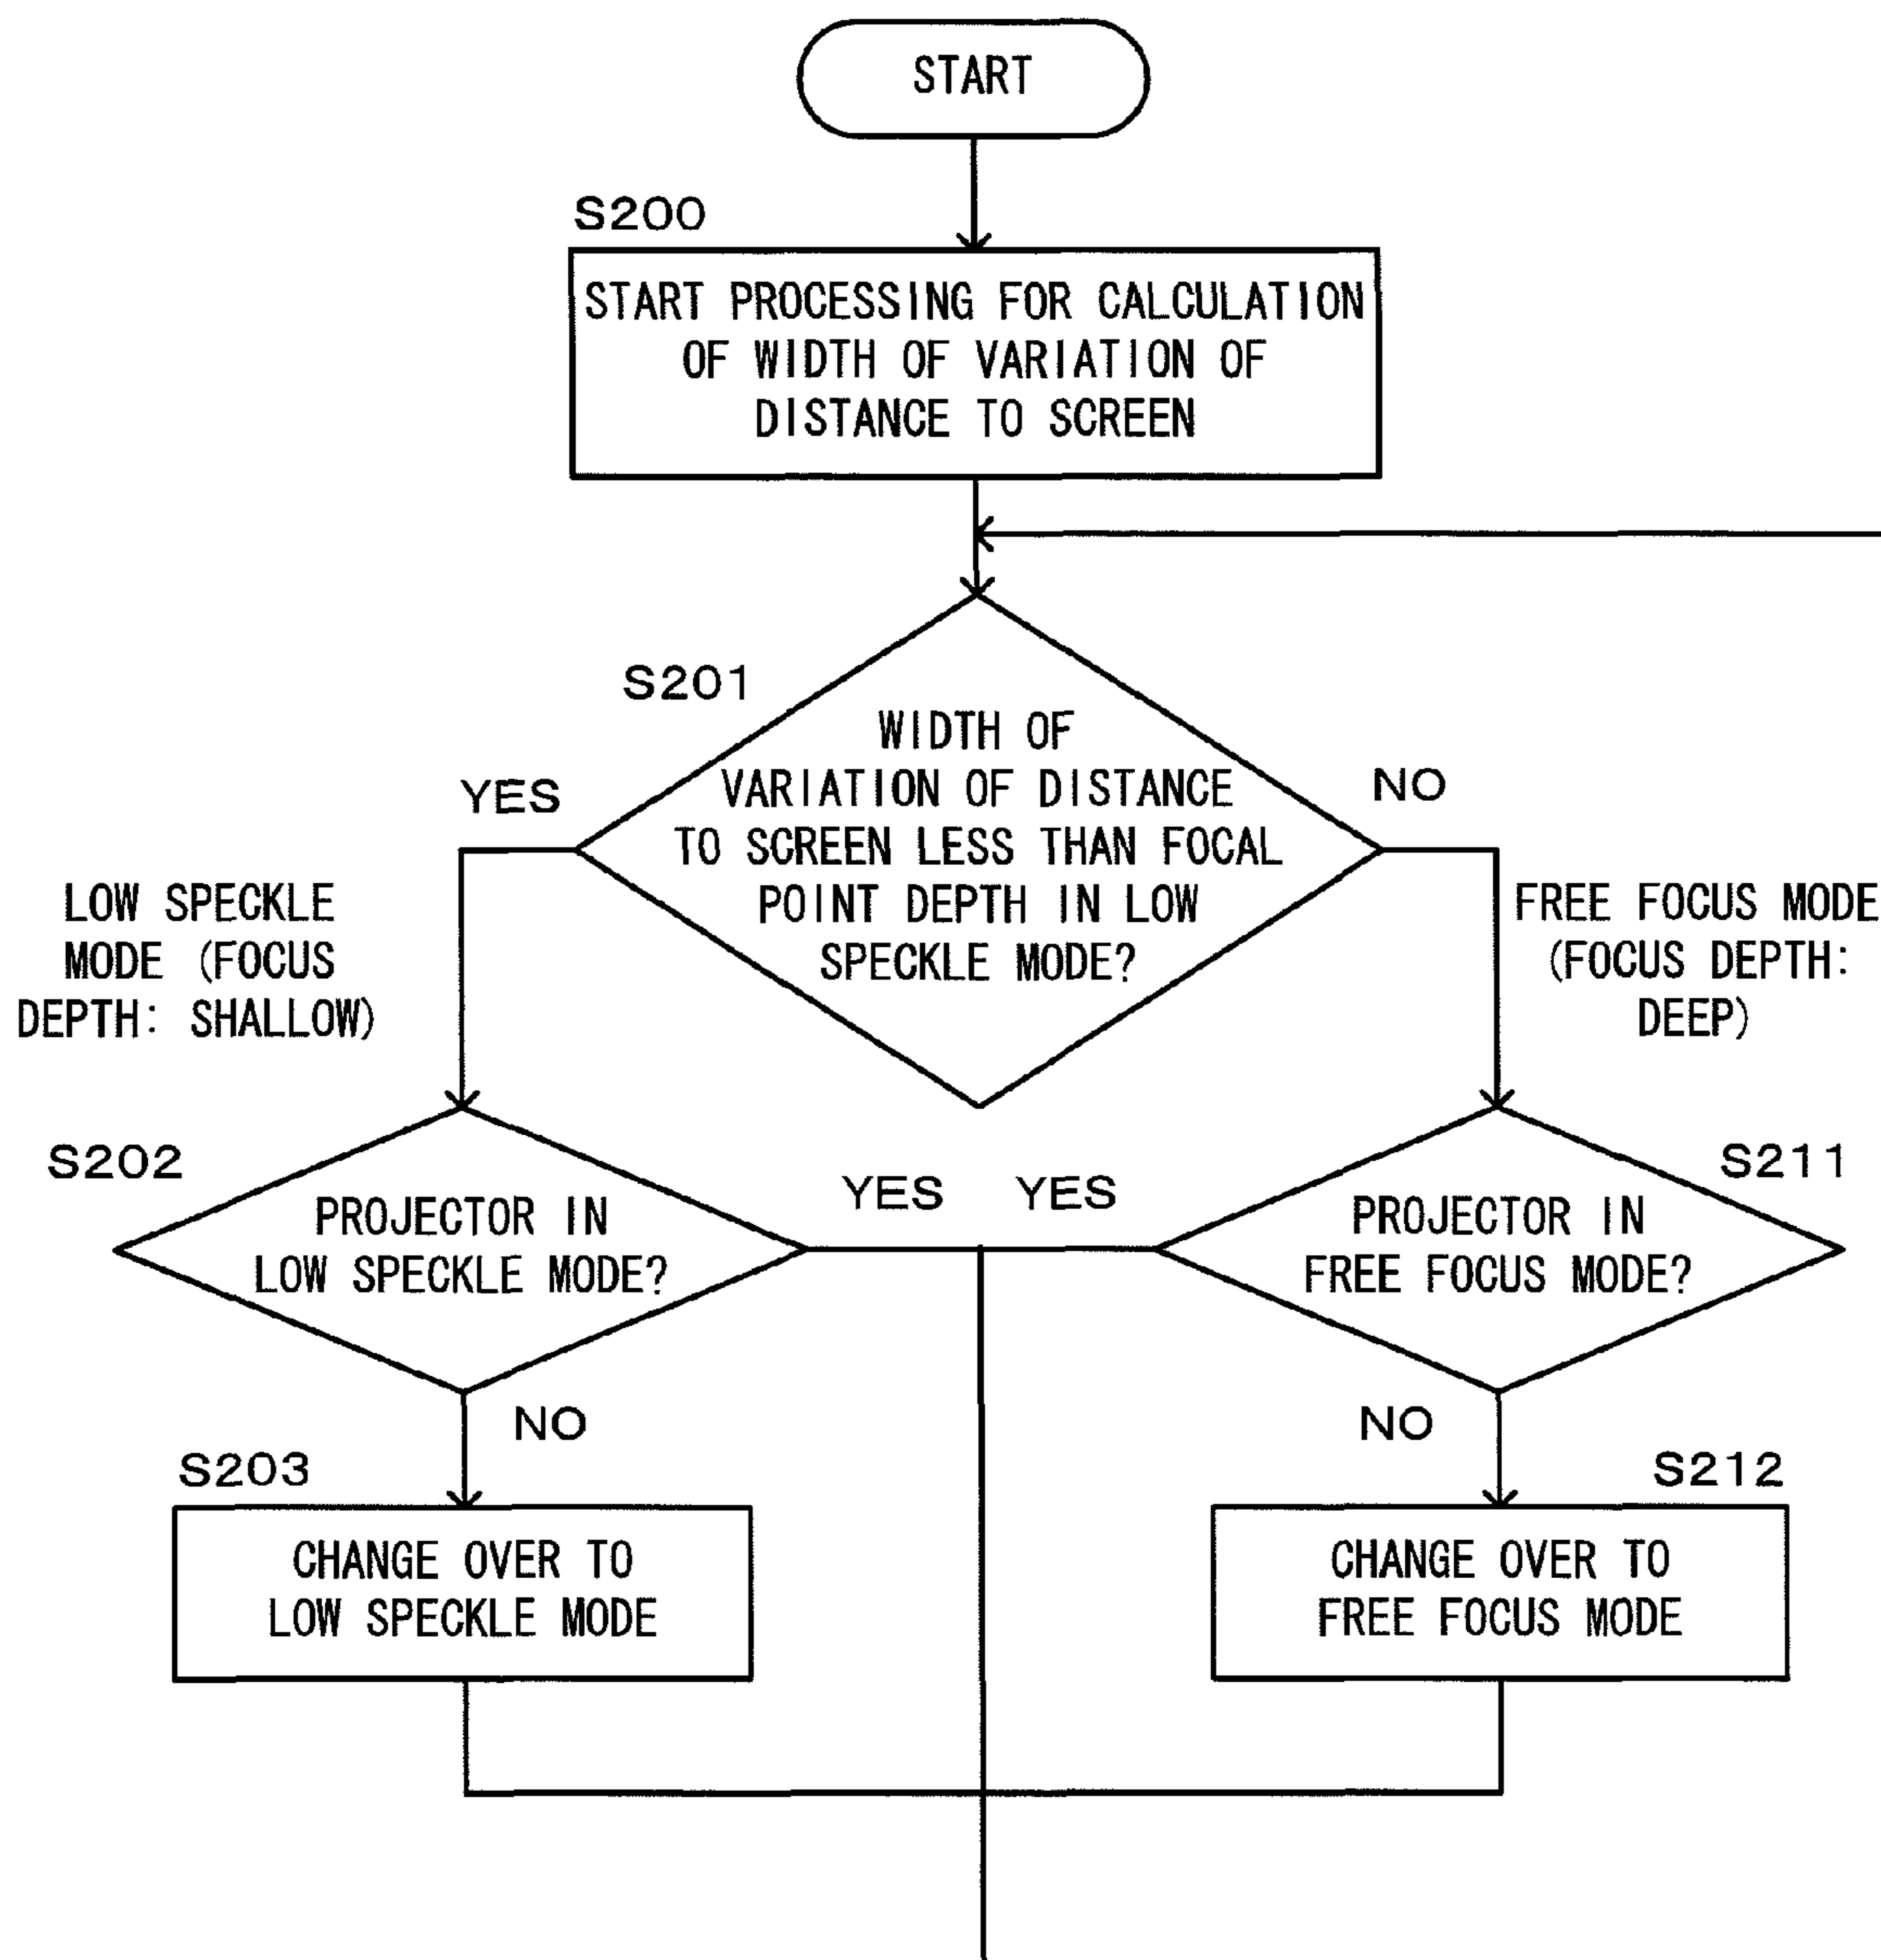 START
S200
START PROCESSING FOR CALCULATION
OF WIDTH OF VARIATION OF
DISTANCE TO SCREEN
S201
WIDTH OF
VARIATION OF DISTANCE
TO SCREEN LESS THAN FOCAL
POINT DEPTH IN LOW
SPECKLE MODE?
YES
NO
LOW SPECKLE
MODE (FOCUS
DEPTH: SHALLOW)
FREE FOCUS MODE
(FOCUS DEPTH:
DEEP)
S202
PROJECTOR IN
LOW SPECKLE MODE?
YES
YES
S211
PROJECTOR IN
FREE FOCUS MODE?
NO
NO
S203
CHANGE OVER TO
LOW SPECKLE MODE
S212
CHANGE OVER TO
FREE FOCUS MODE